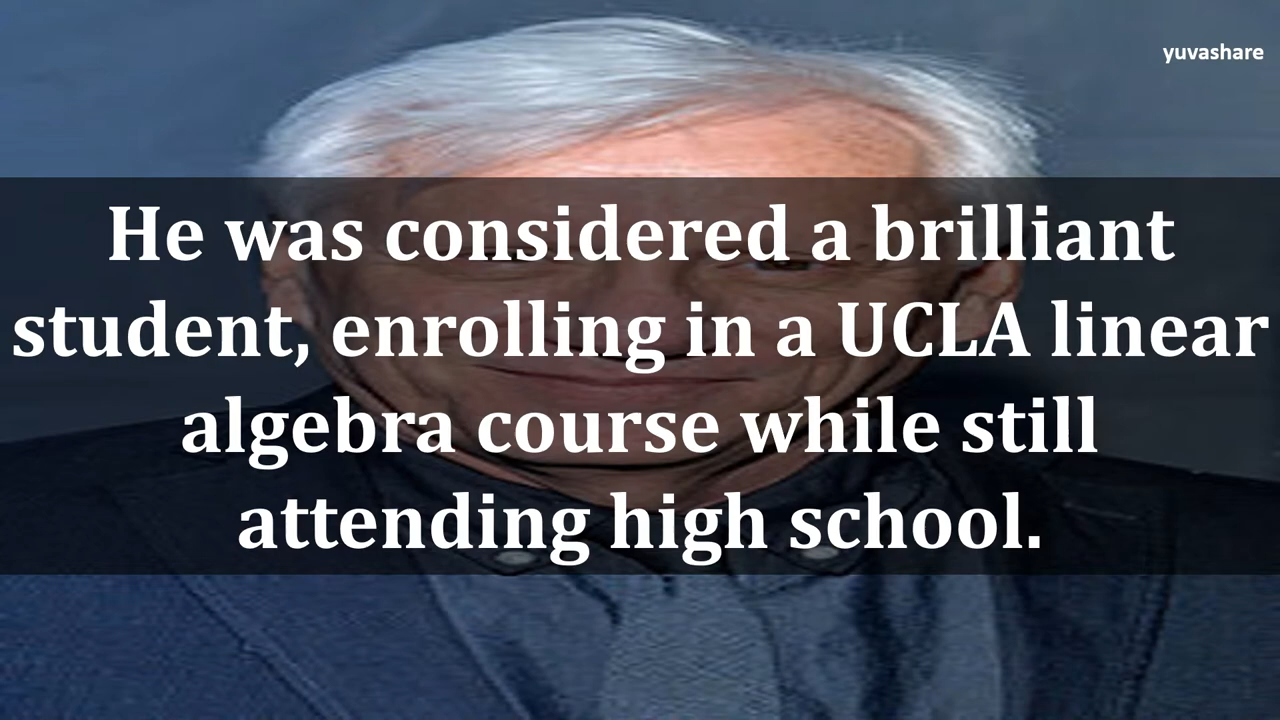 yuvashare
He was considered a brilliant
student, enrolling in a UCLA linear
algebra course while still
attending high school.